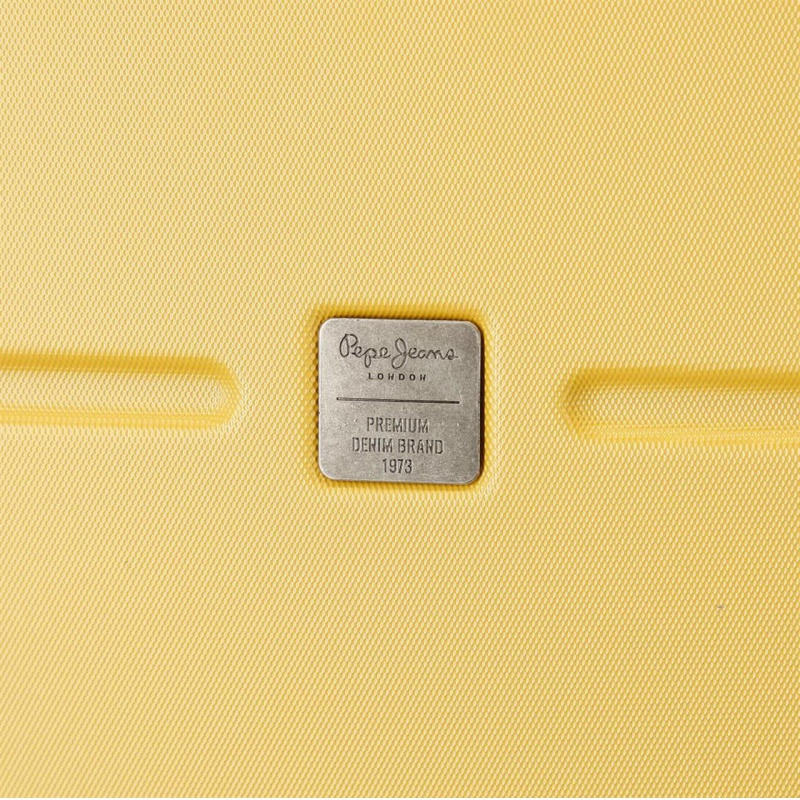 Pepe Jeans
LONDON
PREMIUM
DENIM BRAND
1973